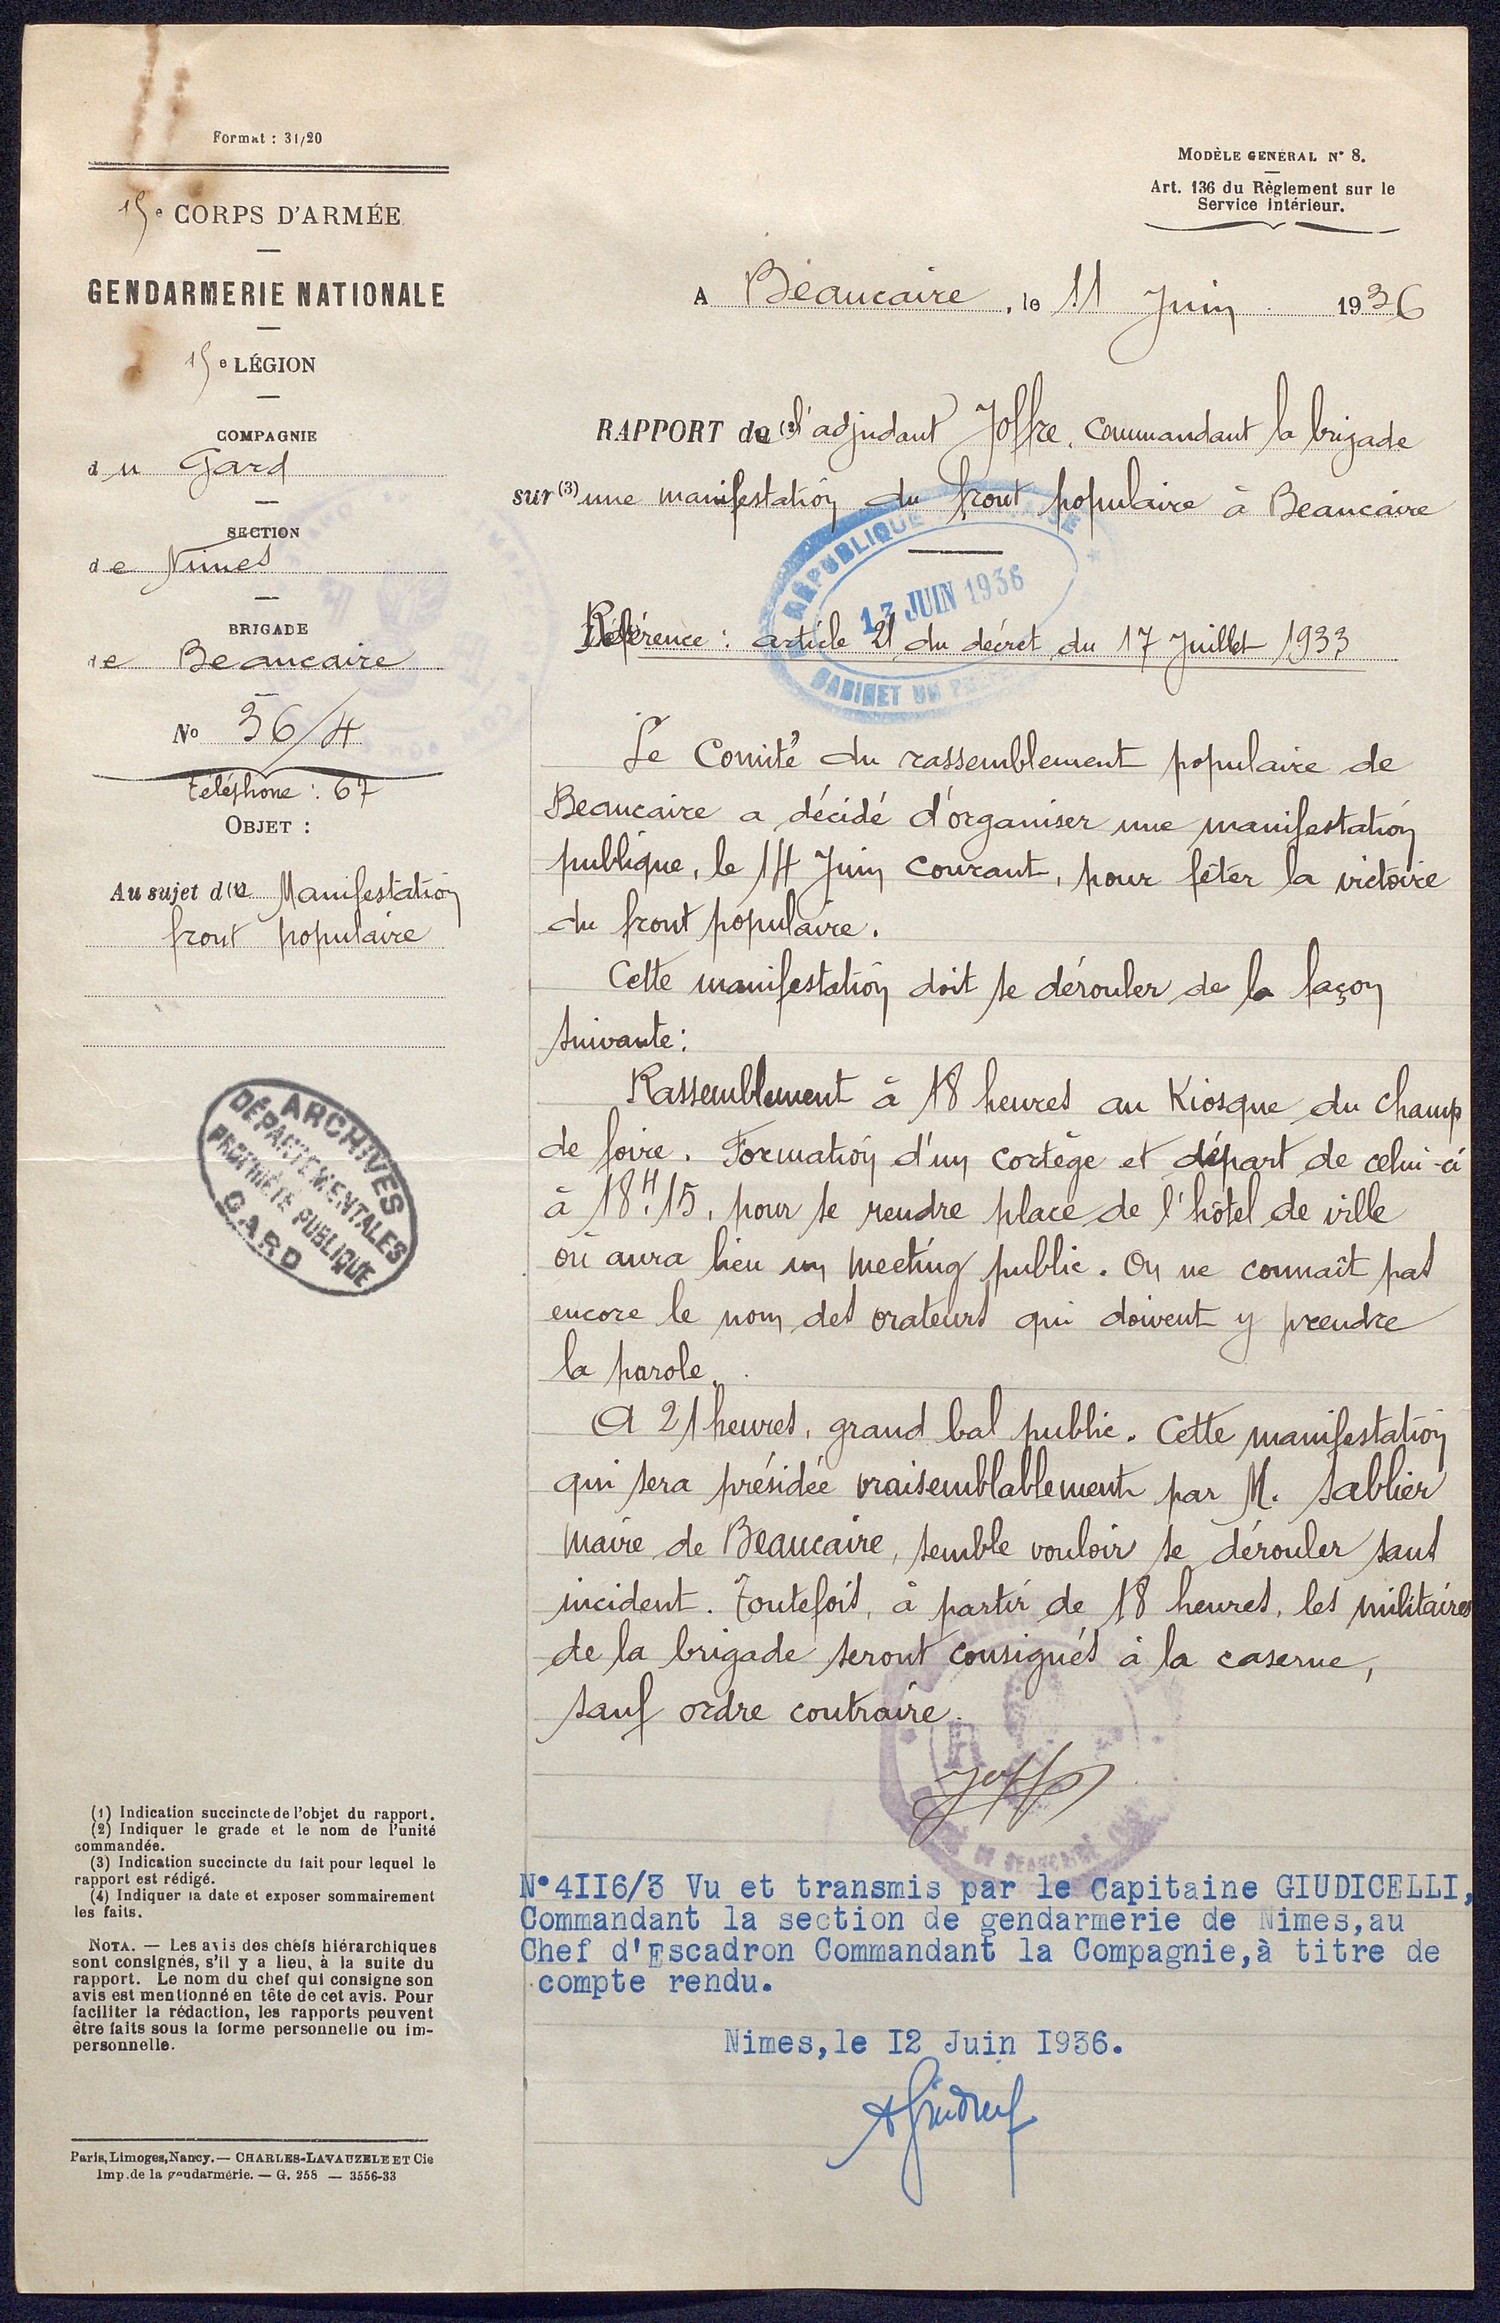 Format : 31/20
15e CORPS D'ARMÉE
GENDARMERIE NATIONALE
15e LÉGION
COMPAGNIE
du Gard
SECTION
de Nîmes
BRIGADE
de Beaucaire
No 36/4
téléphone : 67
OBJET :
Au sujet d(1)e Manifestation
front populaire
ARCHIVES
DÉPARTEMENTALES
PROPRIÉTÉ PUBLIQUE
GARD
(1) Indication succincte de l'objet du rapport.
(2) Indiquer le grade et le nom de l'unité
commandée.
(3) Indication succincte du fait pour lequel le
rapport est rédigé.
(4) Indiquer la date et exposer sommairement
les faits.
NOTA. — Les avis des chefs hiérarchiques
sont consignés, s'il y a lieu, à la suite du
rapport. Le nom du chef qui consigne son
avis est mentionné en tête de cet avis. Pour
faciliter la rédaction, les rapports peuvent
être faits sous la forme personnelle ou im-
personnelle.
Paris, Limoges, Nancy. — CHARLES-LAVAUZELLE ET Cie
Imp. de la gendarmerie. — G. 258 — 3556-33
MODÈLE GÉNÉRAL N° 8.
Art. 136 du Règlement sur le
Service intérieur.
A Beaucaire, le 11 Juin 1936
RAPPORT de (2) l'adjudant Joffre, commandant la brigade
sur (3) une manifestation du front populaire à Beaucaire
RÉPUBLIQUE
13 JUIN 1936
CABINET DU
Référence : article 21 du décret du 17 Juillet 1933
Le Comité du rassemblement populaire de
Beaucaire a décidé d'organiser une manifestation
publique, le 14 Juin courant, pour fêter la victoire
du front populaire.
Cette manifestation doit se dérouler de la façon
suivante :
Rassemblement à 18 heures au Kiosque du champ
de foire. Formation d'un cortège et départ de celui-ci
à 18H.15, pour se rendre place de l'hôtel de ville
où aura lieu un meeting public. On ne connaît pas
encore le nom des orateurs qui doivent y prendre
la parole.
A 21 heures, grand bal public. Cette manifestation
qui sera présidée vraisemblablement par M. Sablier
maire de Beaucaire, semble vouloir se dérouler sans
incident. Toutefois, à partir de 18 heures, les militaires
de la brigade seront consignés à la caserne,
sauf ordre contraire.
Joffre
N°4II6/3 Vu et transmis par le Capitaine GIUDICELLI,
Commandant la section de gendarmerie de Nimes,au
Chef d'Escadron Commandant la Compagnie,à titre de
compte rendu.
Nimes,le I2 Juin I936.